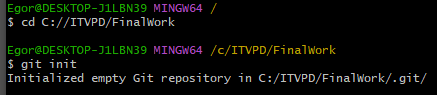 Egor@DESKTOP-J1LBN39 MINGW64 /
$ cd C://ITVPD/FinalWork
Egor@DESKTOP-J1LBN39 MINGW64 /c/ITVPD/FinalWork
$ git init
Initialized empty Git repository in C:/ITVPD/FinalWork/.git/